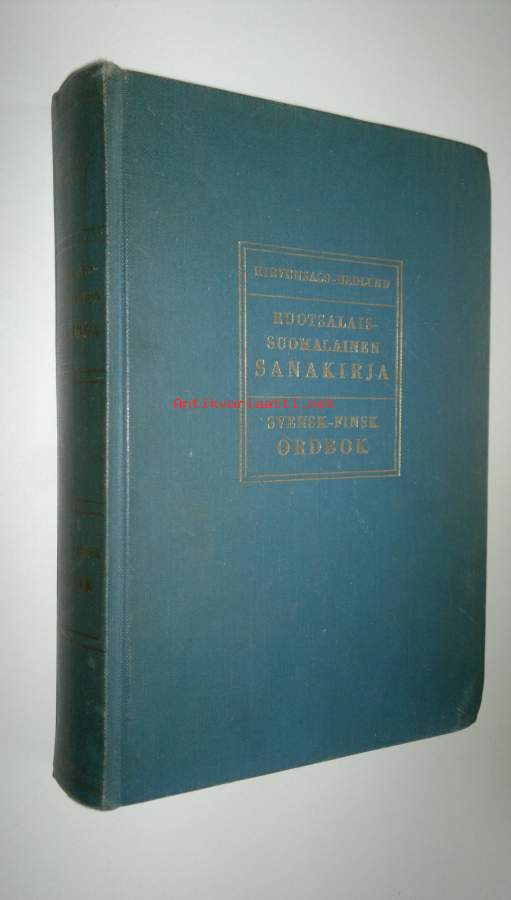 HIRVENSALO-HEDLUND
RUOTSALAIS-
SUOMALAINEN
SANAKIRJA
Antikvariaatti.net
SVENSK-FINSK
ORDBOK